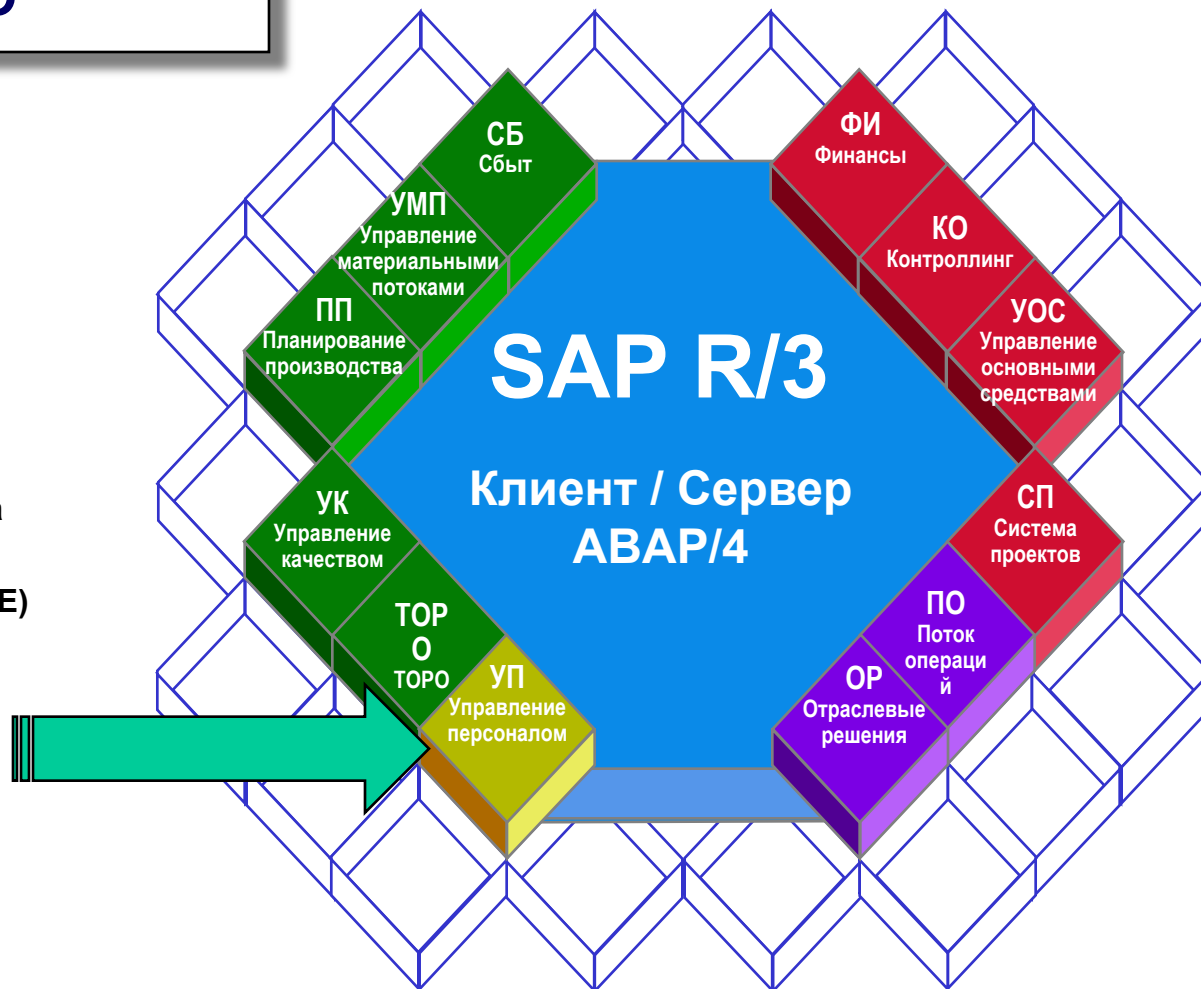 СБ
Сбыт
УМП
Управление
материальными
потоками
ПП
Планирование
производства
ФИ
Финансы
КО
Контроллинг
УОС
Управление
основными
средствами
SAP R/3
Клиент / Сервер
ABAP/4
а
E)
УК
Управление
качеством
ТОР
О
ТОРО
УП
Управление
персоналом
СП
Система
проектов
ПО
Поток
операци
й
ОР
Отраслевые
решения